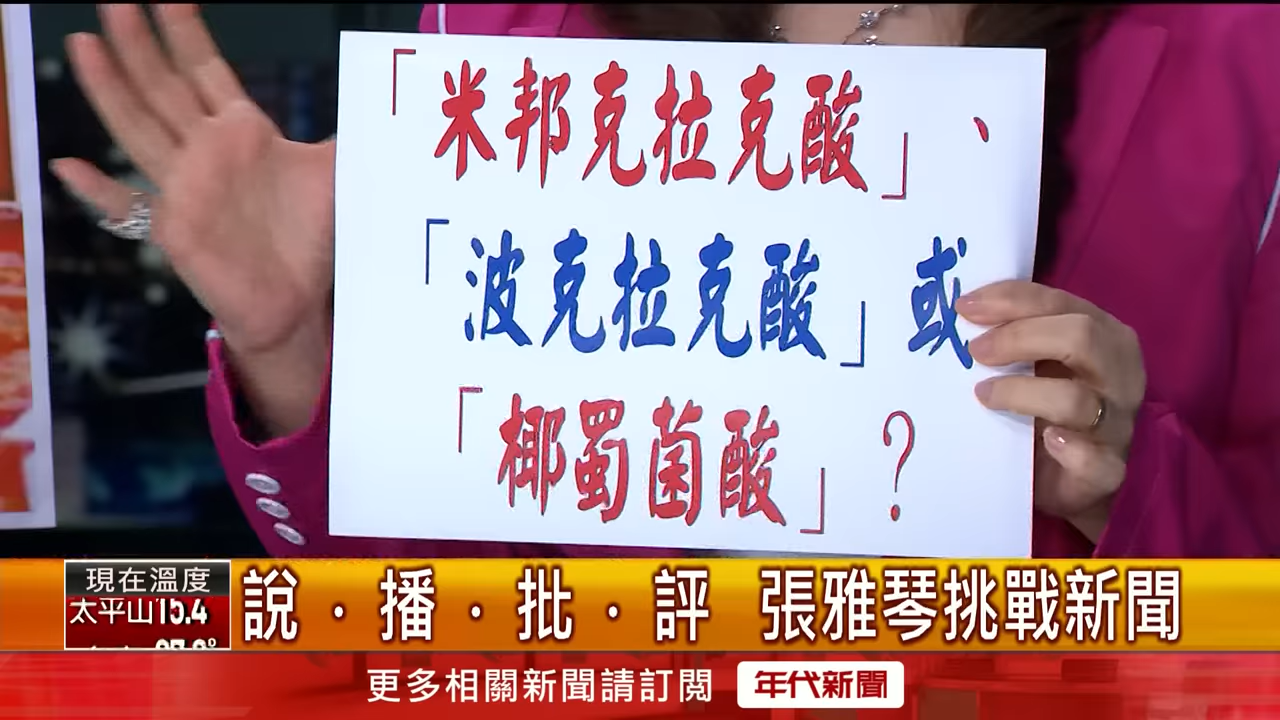 「米邦克拉克酸」、
「波克拉克酸」或
「椰蜀菌酸」？
現在溫度
太平山15.4
說．播．批．評 張雅琴挑戰新聞
更多相關新聞請訂閱 年代新聞